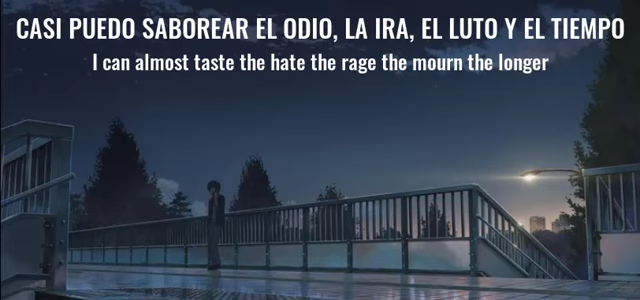 CASI PUEDO SABOREAR EL ODIO, LA IRA, EL LUTO Y EL TIEMPO
I can almost taste the hate the rage the mourn the longer